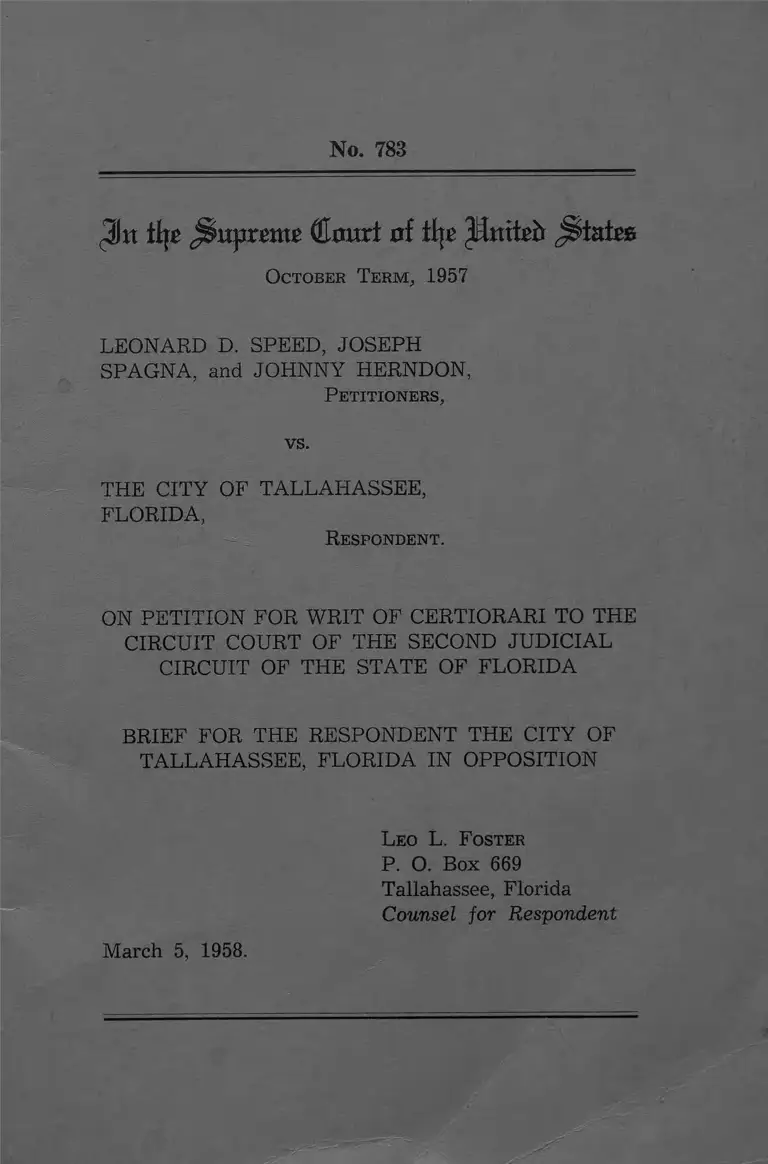 No. 783
In the Supreme Court of the United States
OCTOBER TERM, 1957
LEONARD D. SPEED, JOSEPH
SPAGNA, and JOHNNY HERNDON,
PETITIONERS,
vs.
THE CITY OF TALLAHASSEE,
FLORIDA,
RESPONDENT.
ON PETITION FOR WRIT OF CERTIORARI TO THE
CIRCUIT COURT OF THE SECOND JUDICIAL
CIRCUIT OF THE STATE OF FLORIDA
BRIEF FOR THE RESPONDENT THE CITY OF
TALLAHASSEE, FLORIDA IN OPPOSITION
LEO L. FOSTER
P. O. Box 669
Tallahassee, Florida
Counsel for Respondent
March 5, 1958.